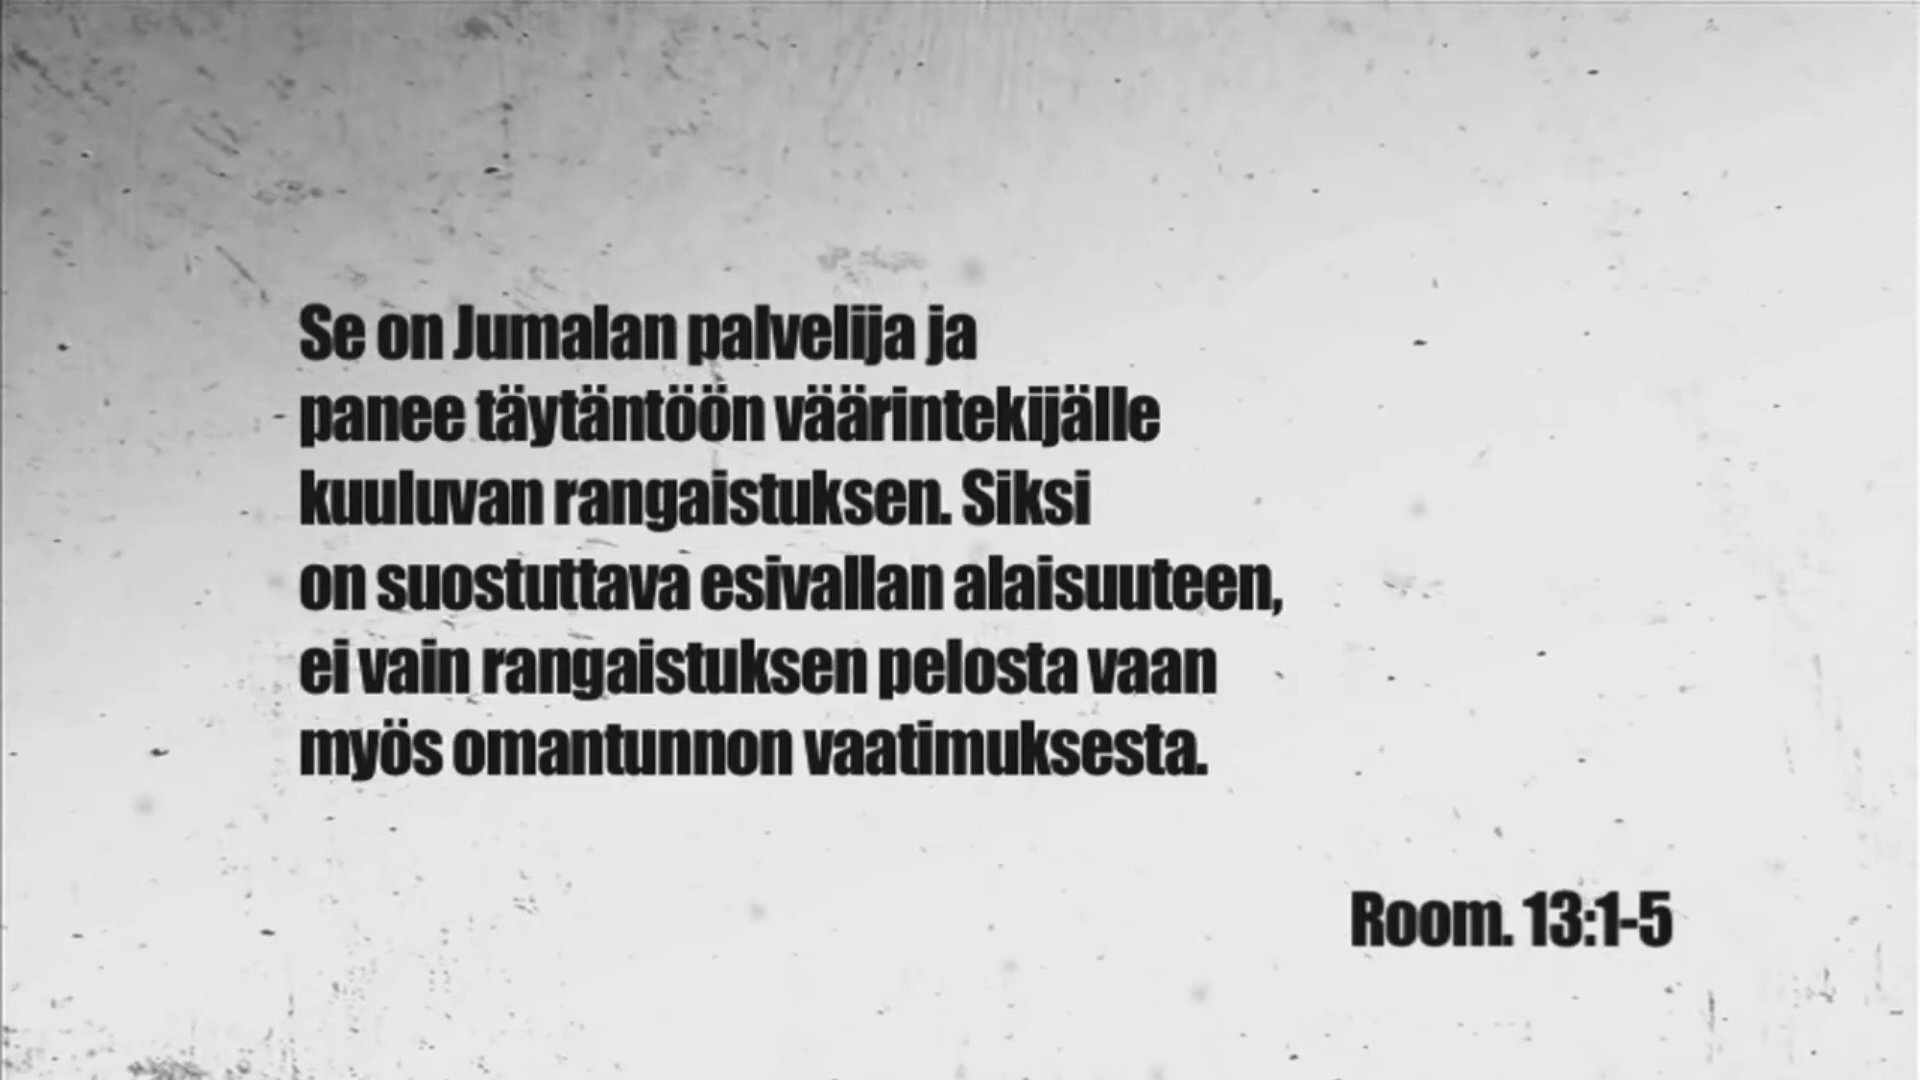 Se on Jumalan palvelija ja
panee täytäntöön väärintekijälle
kuuluvan rangaistuksen. Siksi
on suostuttava esivallan alaisuuteen,
ei vain rangaistuksen pelosta vaan
myös omantunnon vaatimuksesta.
Room. 13:1-5